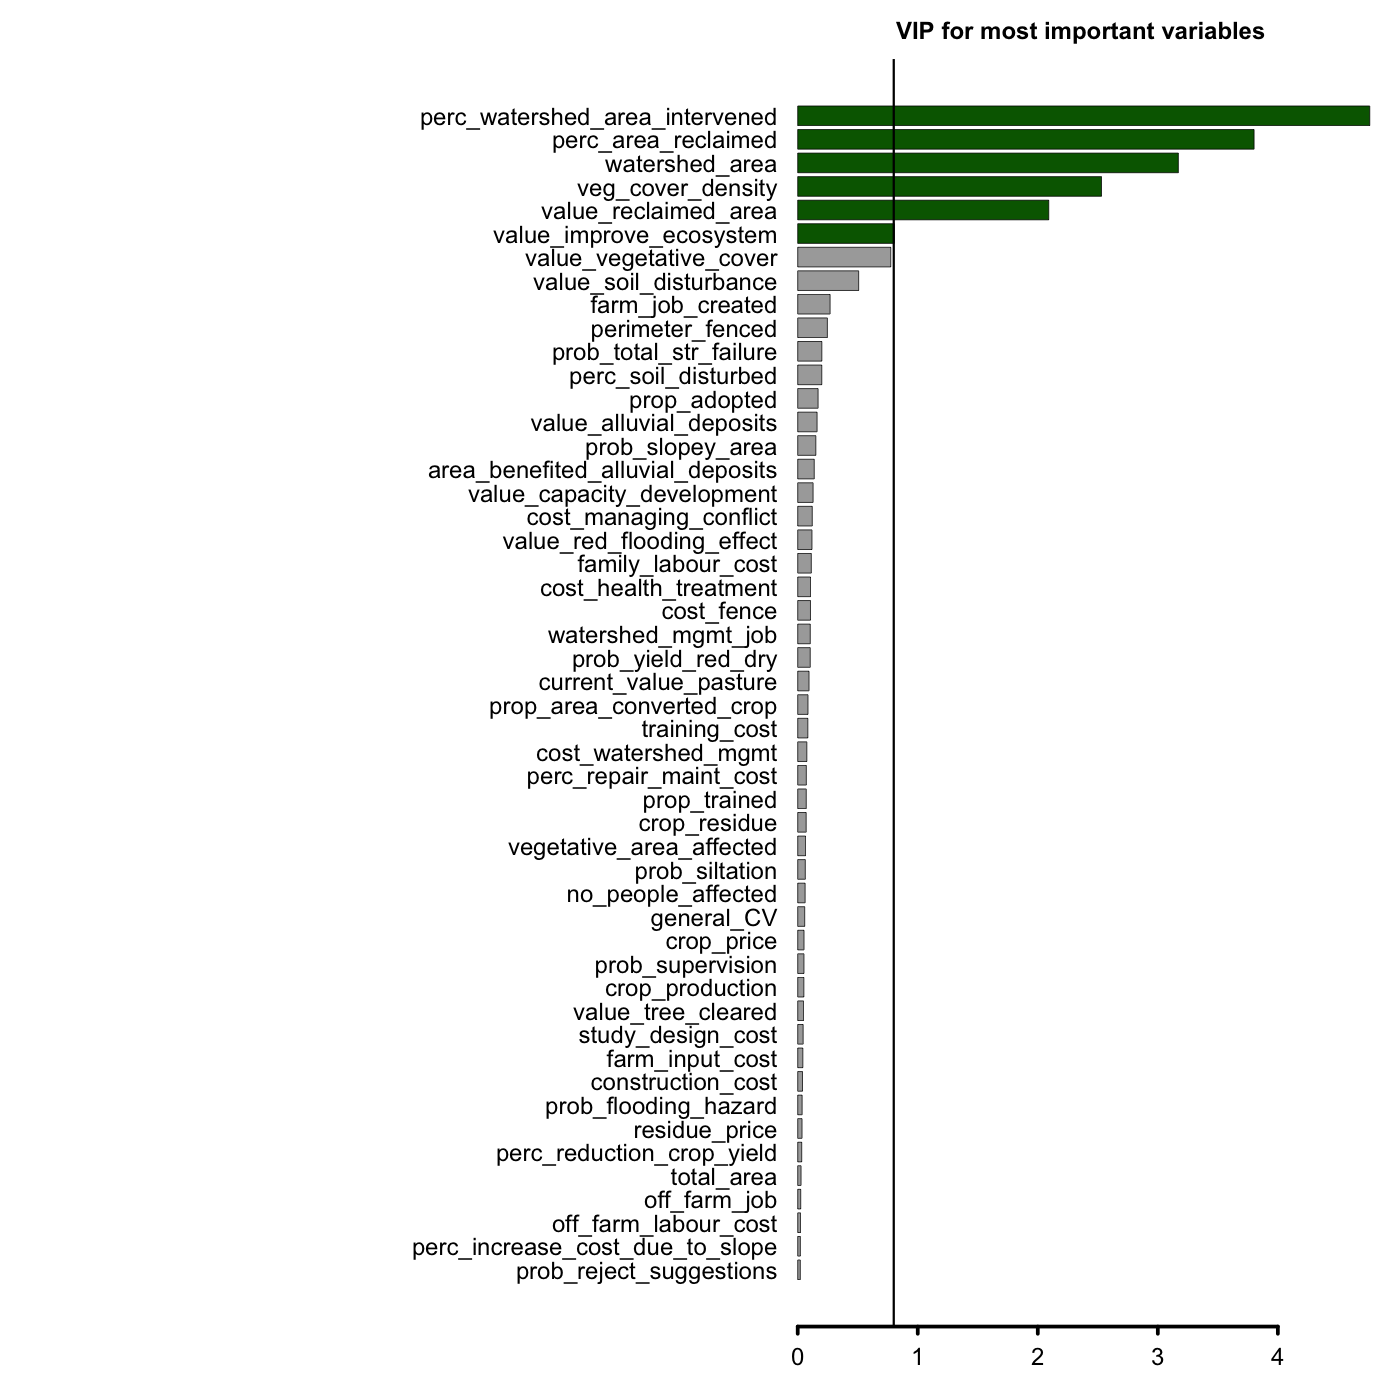 VIP for most important variables
perc_watershed_area_intervened
perc_area_reclaimed
watershed_area
veg_cover_density
value_reclaimed_area
value_improve_ecosystem
value_vegetative_cover
value_soil_disturbance
farm_job_created
perimeter_fenced
prob_total_str_failure
perc_soil_disturbed
prop_adopted
value_alluvial_deposits
prob_slopey_area
area_benefited_alluvial_deposits
value_capacity_development
cost_managing_conflict
value_red_flooding_effect
family_labour_cost
cost_health_treatment
cost_fence
watershed_mgmt_job
prob_yield_red_dry
current_value_pasture
prop_area_converted_crop
training_cost
cost_watershed_mgmt
perc_repair_maint_cost
prop_trained
crop_residue
vegetative_area_affected
prob_siltation
no_people_affected
general_CV
crop_price
prob_supervision
crop_production
value_tree_cleared
study_design_cost
farm_input_cost
construction_cost
prob_flooding_hazard
residue_price
perc_reduction_crop_yield
total_area
off_farm_job
off_farm_labour_cost
perc_increase_cost_due_to_slope
prob_reject_suggestions
0 1 2 3 4